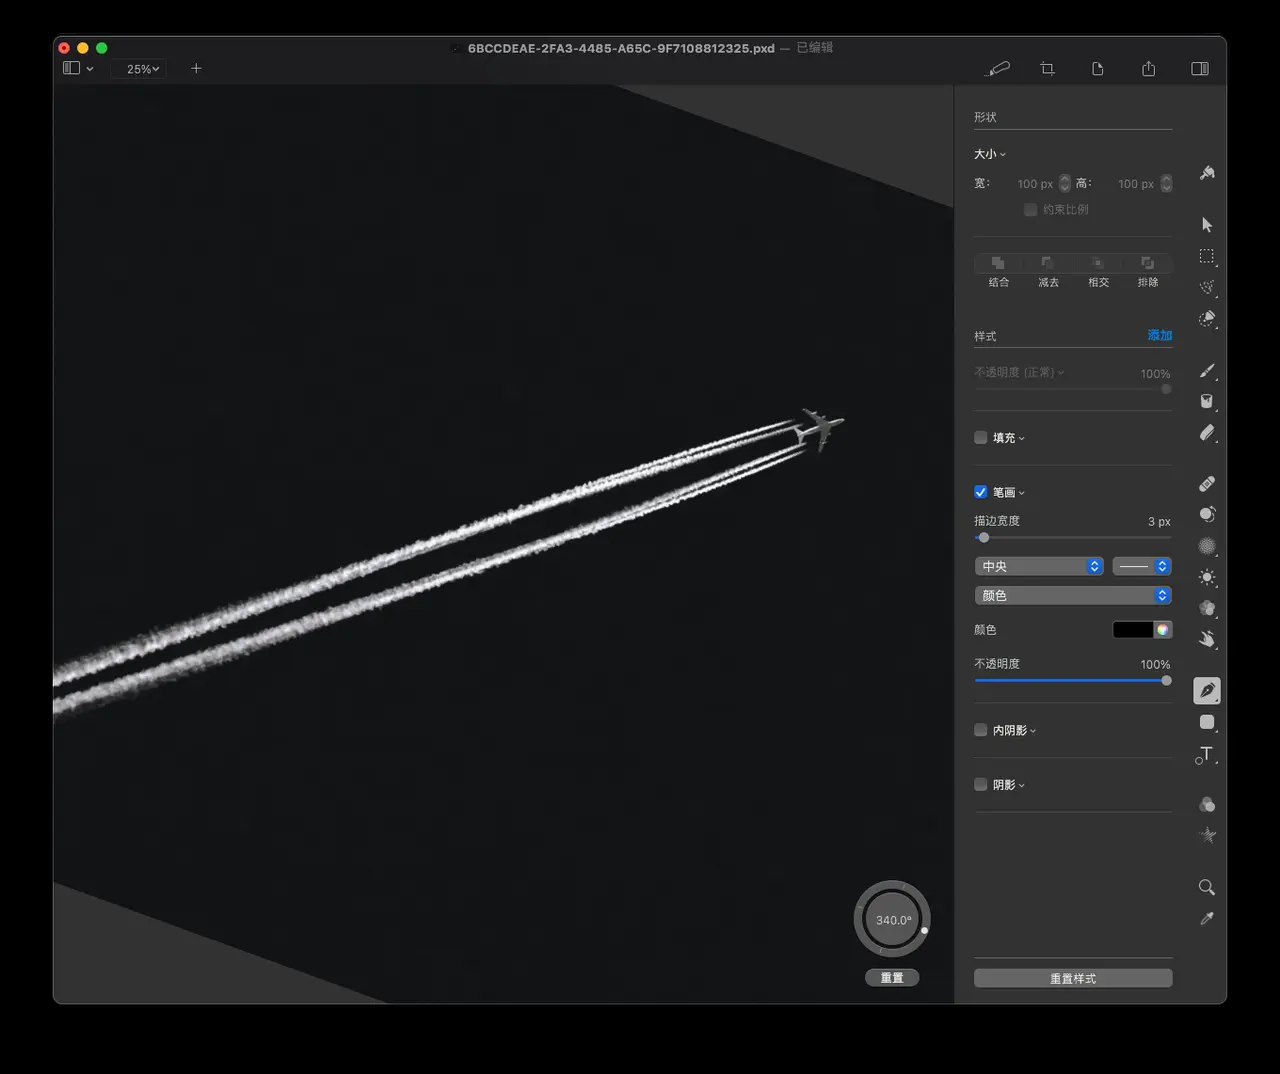 6BCCDEAE-2FA3-4485-A65C-9F7108812325.pxd — 已编辑
25%
形状
大小
宽: 100 px 高: 100 px
约束比例
结合 减去 相交 排除
样式 添加
不透明度 (正常) 100%
填充
笔画
描边宽度 3 px
中央
颜色
颜色
不透明度 100%
内阴影
阴影
340.0°
重置
重置样式